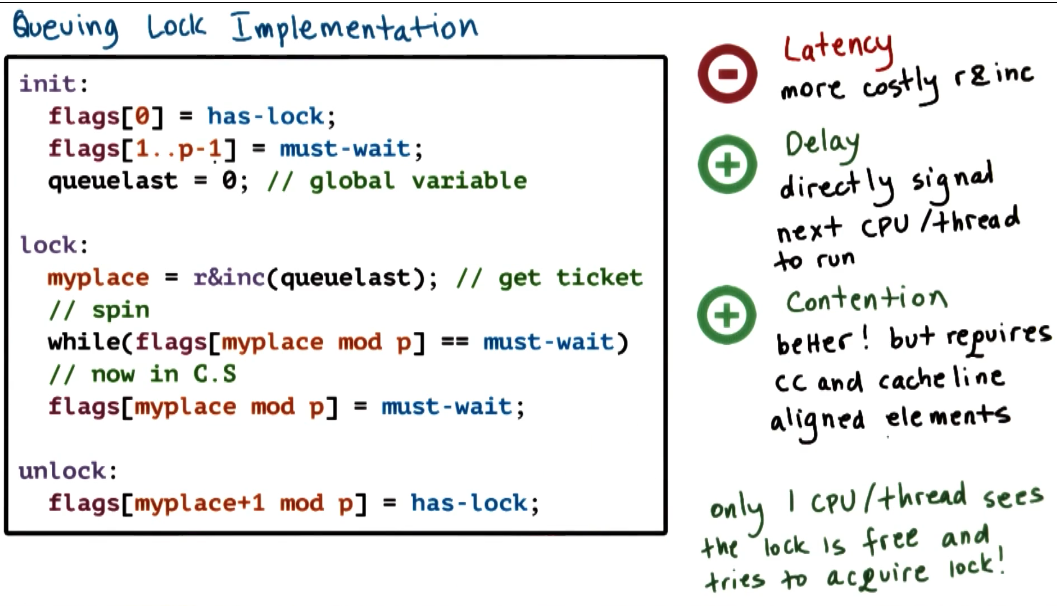 Queuing Lock Implementation
init:
flags[0] = has-lock;
flags[1..p-1] = must-wait;
queuelast = 0; // global variable
lock:
myplace = r&inc(queuelast); // get ticket
// spin
while(flags[myplace mod p] == must-wait)
// now in C.S
flags[myplace mod p] = must-wait;
unlock:
flags[myplace+1 mod p] = has-lock;
Latency
more costly r&inc
Delay
directly signal
next CPU/thread
to run
Contention
better! but requires
CC and cacheline
aligned elements
only 1 CPU/thread sees
the lock is free and
tries to acquire lock!